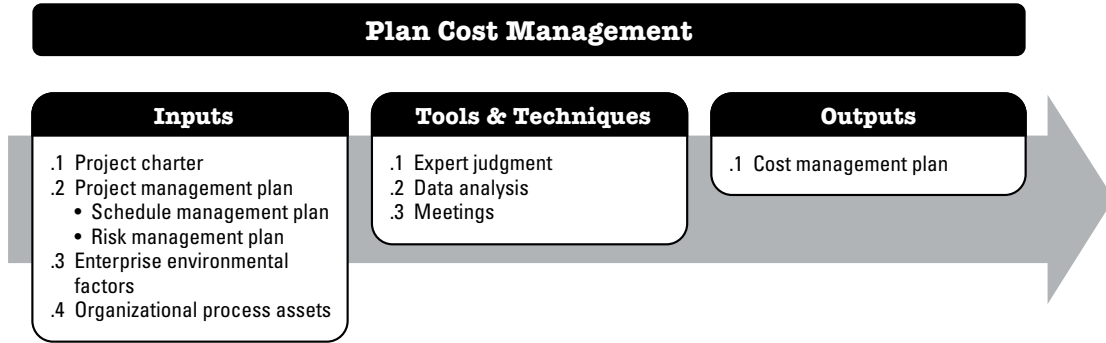 Plan Cost Management
Inputs
.1 Project charter
.2 Project management plan
• Schedule management plan
• Risk management plan
.3 Enterprise environmental
factors
.4 Organizational process assets
Tools & Techniques
.1 Expert judgment
.2 Data analysis
.3 Meetings
Outputs
.1 Cost management plan